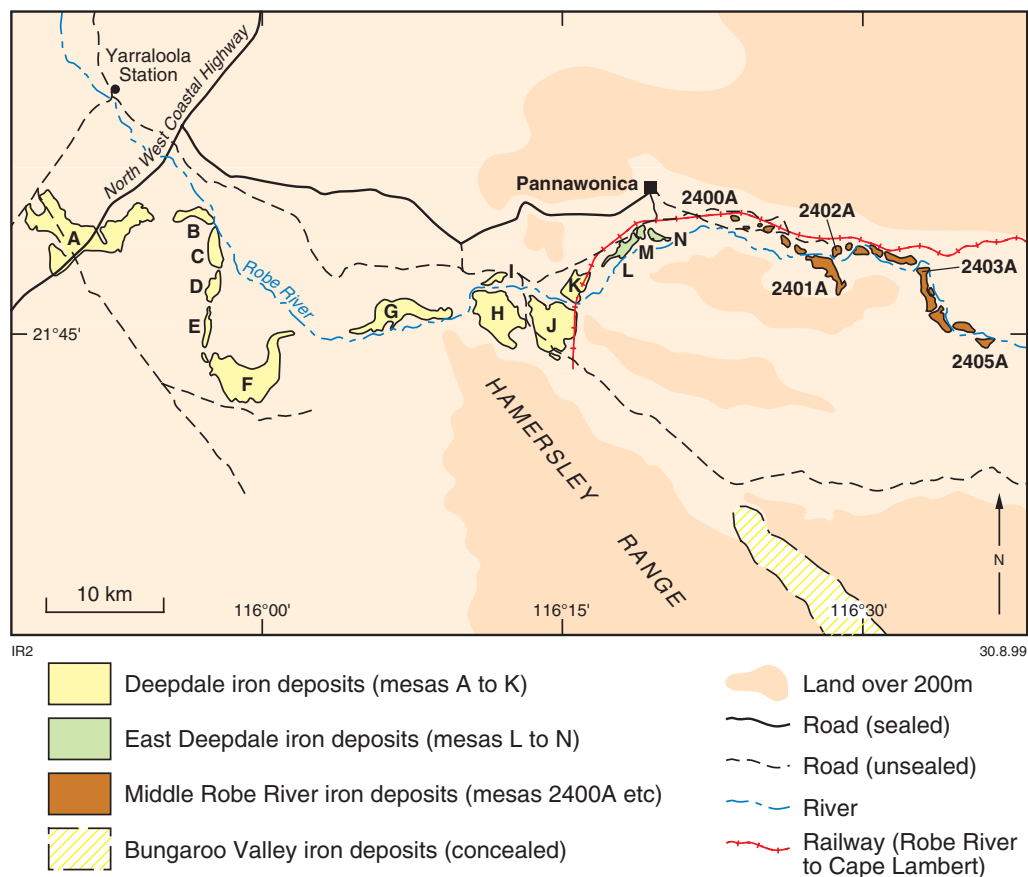 Yarraloola
Station
North West Coastal Highway
Pannawonica
2400A
2402A
A
B
C
D
E
F
Robe River
G
H
I
J
K
L
M
N
2401A
2403A
2405A
21°45'
HAMERSLEY
RANGE
N
10 km
116°00'
116°15'
116°30'
IR2
30.8.99
Deepdale iron deposits (mesas A to K)
East Deepdale iron deposits (mesas L to N)
Middle Robe River iron deposits (mesas 2400A etc)
Bungaroo Valley iron deposits (concealed)
Land over 200m
Road (sealed)
Road (unsealed)
River
Railway (Robe River
to Cape Lambert)